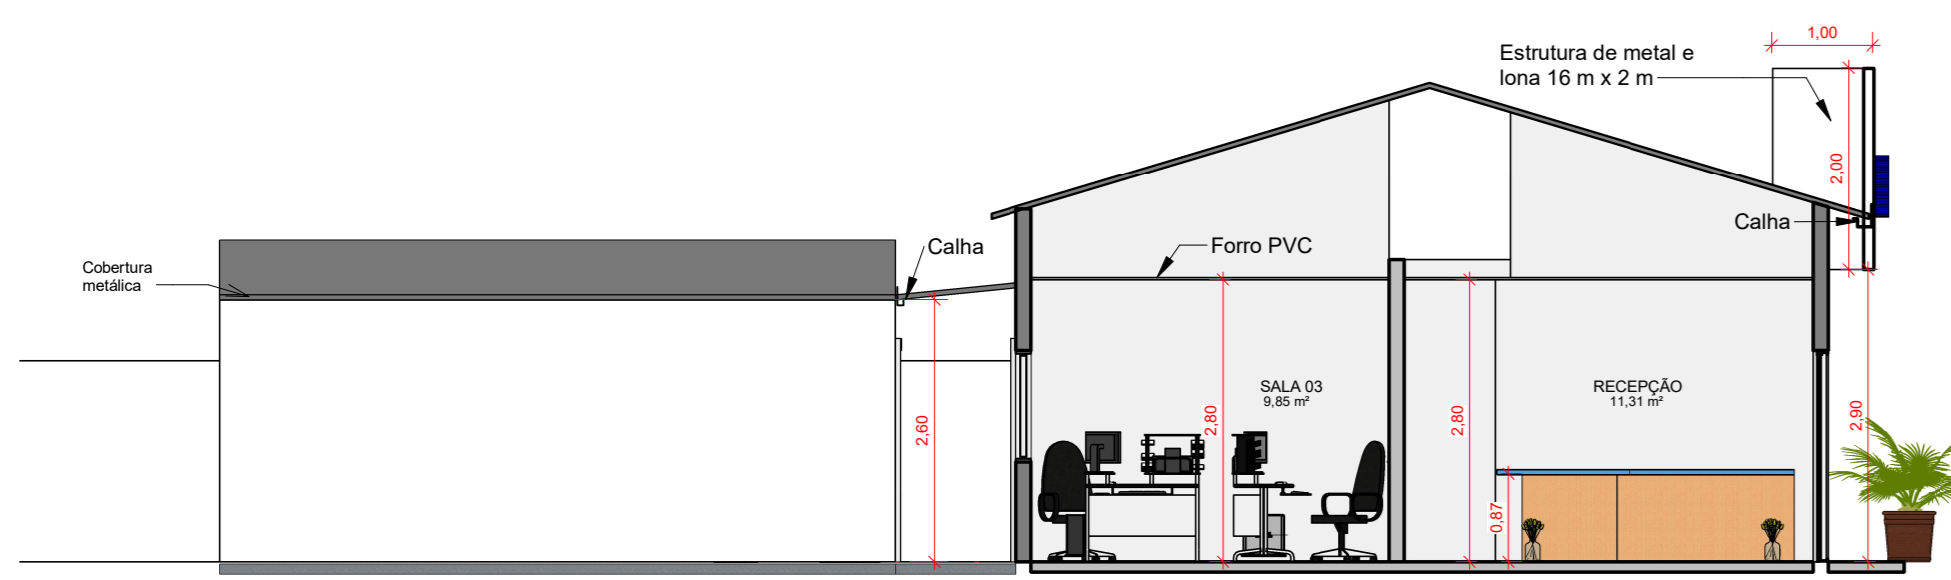 1,00
Estrutura de metal e
lona 16 m x 2 m
2,00
Calha
Calha
Forro PVC
Cobertura
metálica
SALA 03
9,85 m²
RECEPÇÃO
11,31 m²
2,60
2,80
2,80
2,90
0,87